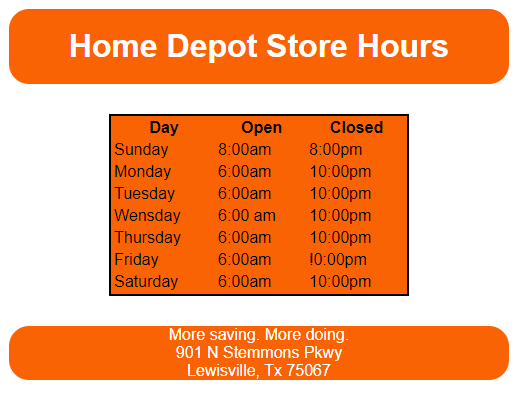 Home Depot Store Hours
Day Open Closed
Sunday 8:00am 8:00pm
Monday 6:00am 10:00pm
Tuesday 6:00am 10:00pm
Wensday 6:00 am 10:00pm
Thursday 6:00am 10:00pm
Friday 6:00am !0:00pm
Saturday 6:00am 10:00pm
More saving. More doing.
901 N Stemmons Pkwy
Lewisville, Tx 75067